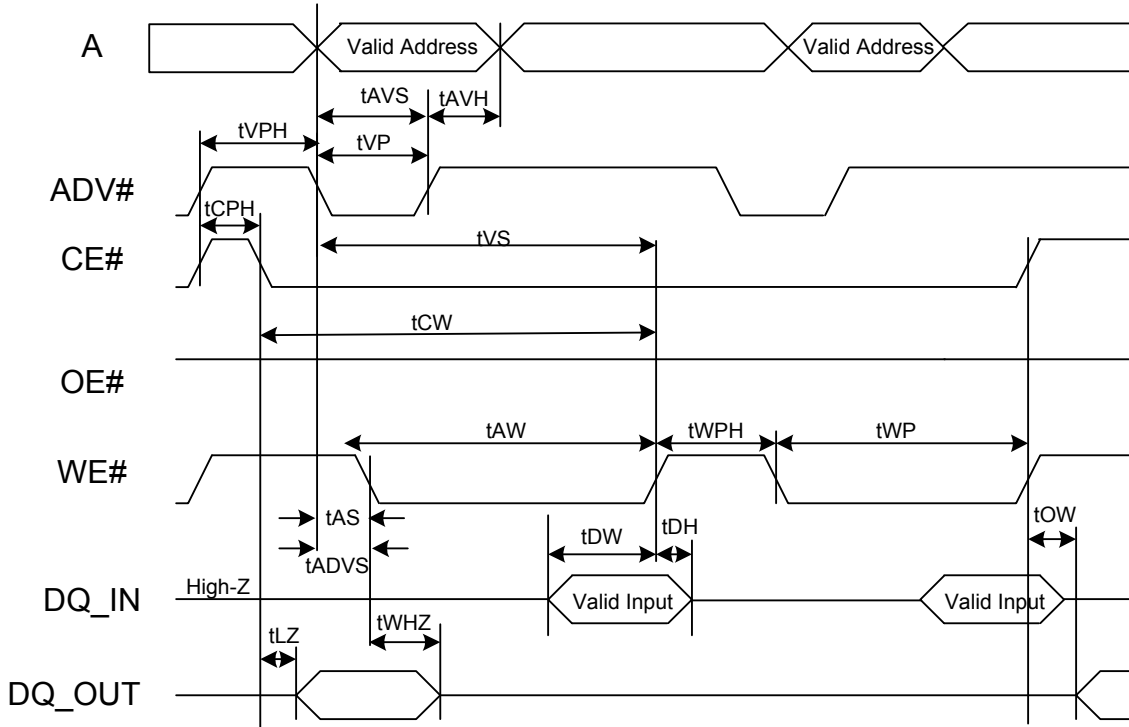 A
Valid Address
Valid Address
tAVS
tAVH
tVPH
tVP
ADV#
tCPH
tVS
CE#
tCW
OE#
tAW
tWPH
tWP
WE#
tAS
tADVS
tDW
tDH
tOW
High-Z
DQ_IN
Valid Input
Valid Input
tWHZ
tLZ
DQ_OUT